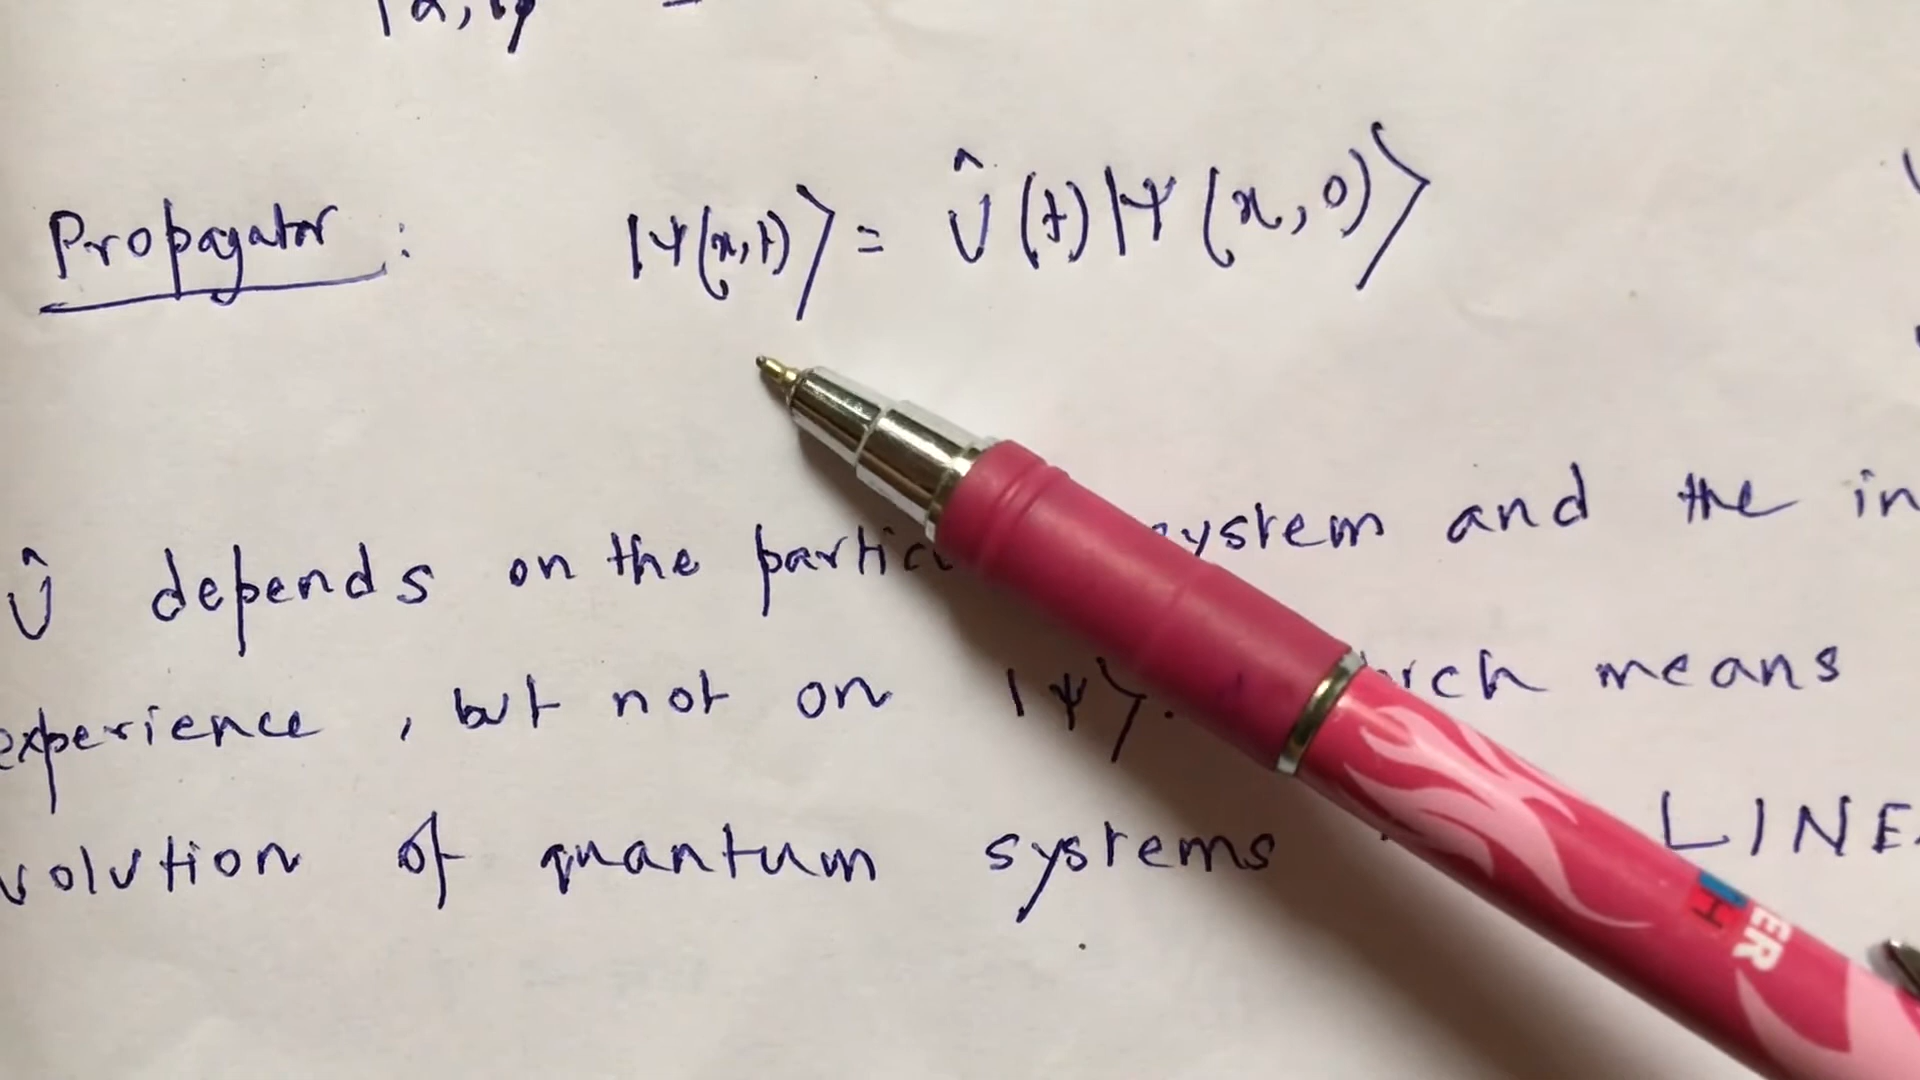 Propagator : |Ψ(x,t)⟩ = Û(t)|Ψ(x,0)⟩
Û depends on the partic ystem and the in
experience, but not on |Ψ⟩. means
volution of quantum systems LINE
ER
H